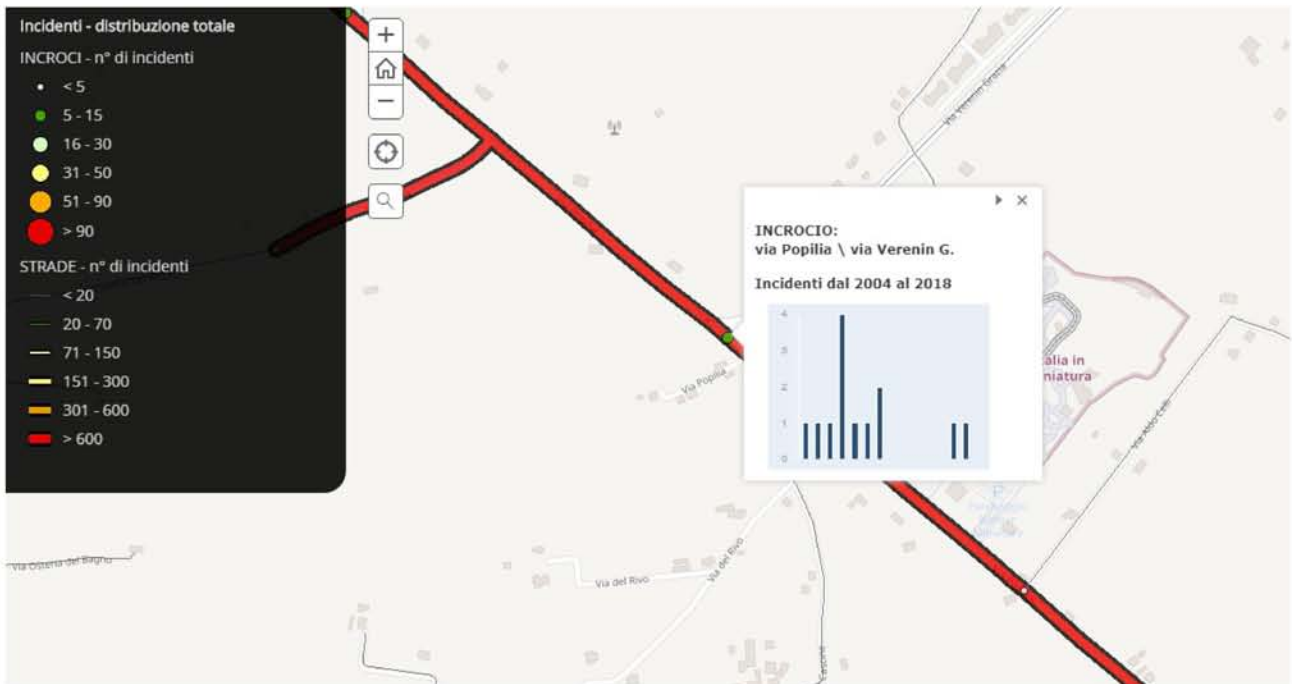 Incidenti - distribuzione totale
INCROCI - n° di incidenti
< 5
5 - 15
16 - 30
31 - 50
51 - 90
> 90
STRADE - n° di incidenti
< 20
20 - 70
71 - 150
151 - 300
301 - 600
> 600
Via Verenin Grazia
INCROCIO:
via Popilia \ via Verenin G.
Incidenti dal 2004 al 2018
4
3
2
1
0
alia in
niatura
Via Popilia
Via Aldo Celli
P
Via Osteria del Bagno
Via del Rivo
Via del Rivo